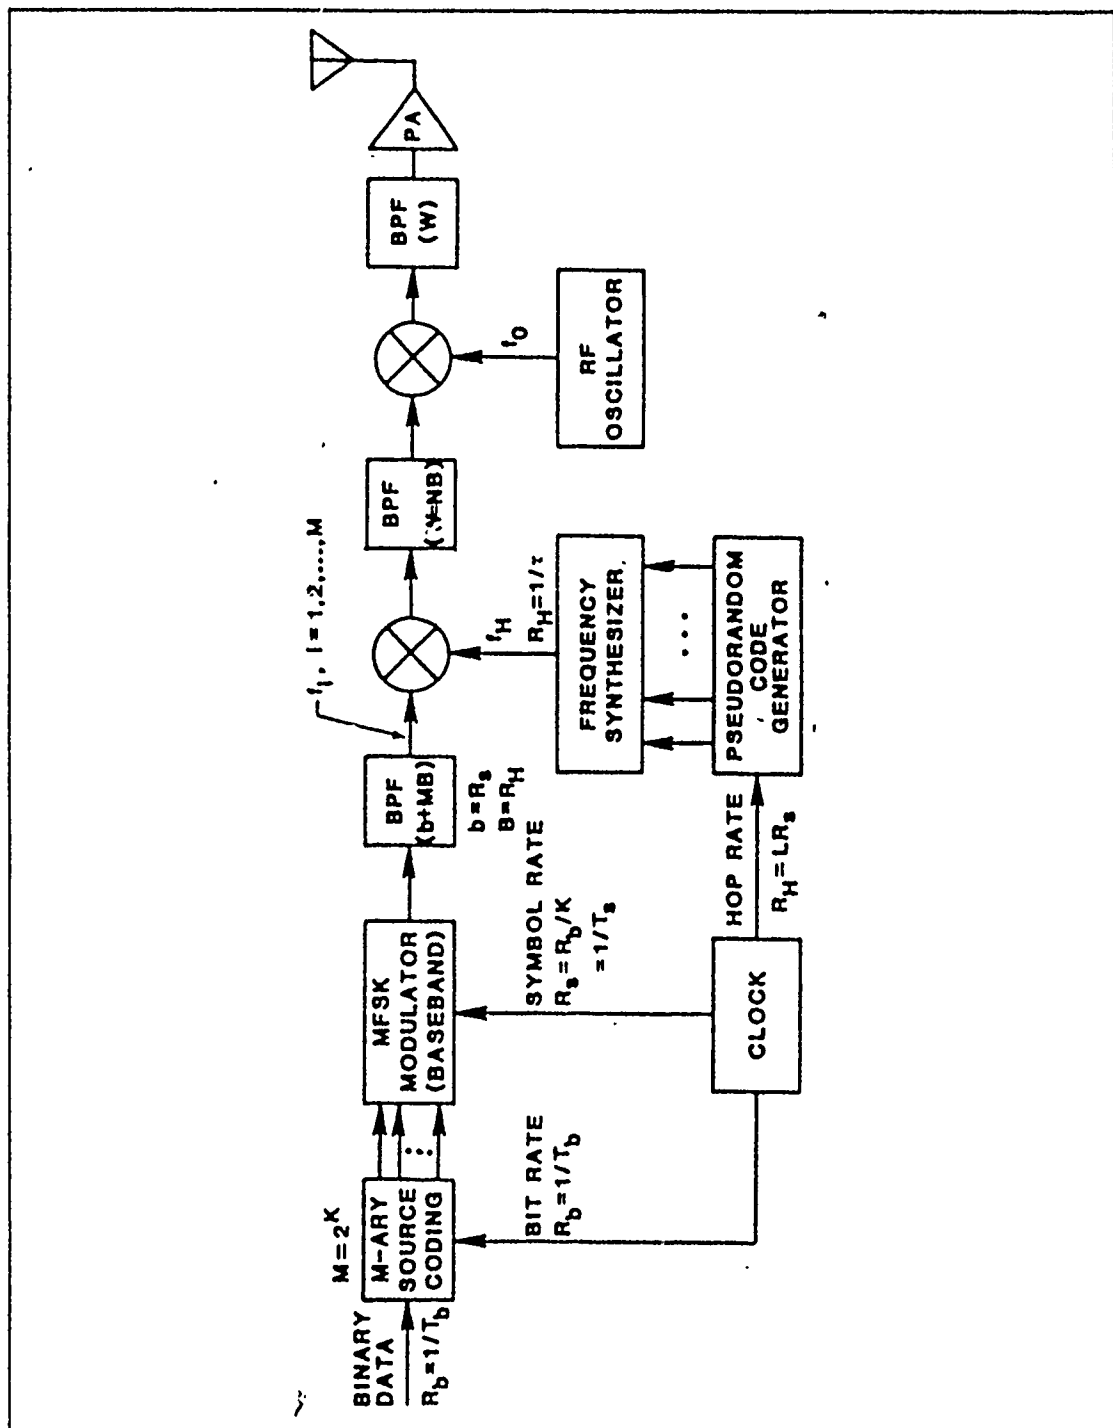 BINARY
DATA
R_b=1/T_b
M=2^K
M-ARY
SOURCE
CODING
BIT RATE
R_b=1/T_b
MFSK
MODULATOR
(BASEBAND)
SYMBOL RATE
R_s=R_b/K
=1/T_s
CLOCK
HOP RATE
R_H=LR_s
BPF
(b+MB)
b=R_s
B=R_H
f_i, i=1,2,...,M
f_H
R_H=1/τ
FREQUENCY
SYNTHESIZER
PSEUDORANDOM
CODE
GENERATOR
BPF
(W=NB)
f_0
RF
OSCILLATOR
BPF
(W)
PA